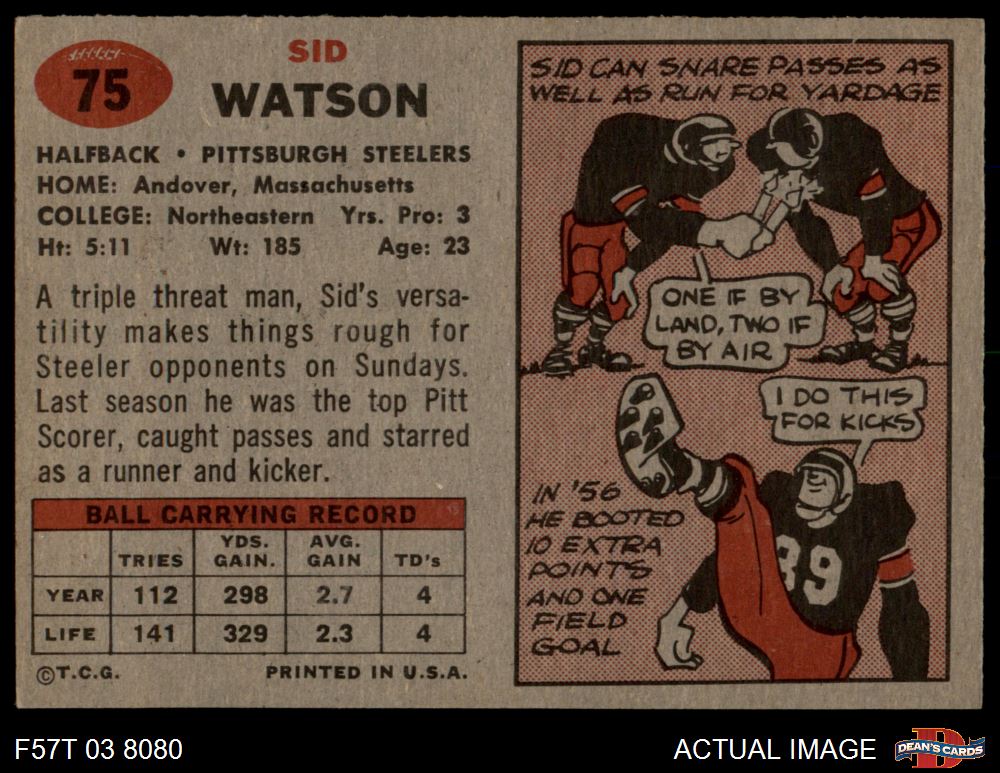 75
SID
WATSON
HALFBACK • PITTSBURGH STEELERS
HOME: Andover, Massachusetts
COLLEGE: Northeastern Yrs. Pro: 3
Ht: 5:11 Wt: 185 Age: 23
A triple threat man, Sid's versa-
tility makes things rough for
Steeler opponents on Sundays.
Last season he was the top Pitt
Scorer, caught passes and starred
as a runner and kicker.
BALL CARRYING RECORD
TRIES YDS. GAIN. AVG. GAIN TD's
YEAR 112 298 2.7 4
LIFE 141 329 2.3 4
©T.C.G. PRINTED IN U.S.A.
SID CAN SNARE PASSES AS
WELL AS RUN FOR YARDAGE
ONE IF BY
LAND, TWO IF
BY AIR
I DO THIS
FOR KICKS
IN '56
HE BOOTED
10 EXTRA
POINTS
AND ONE
FIELD
GOAL
89
F57T 03 8080
ACTUAL IMAGE
D
DEAN'S CARDS